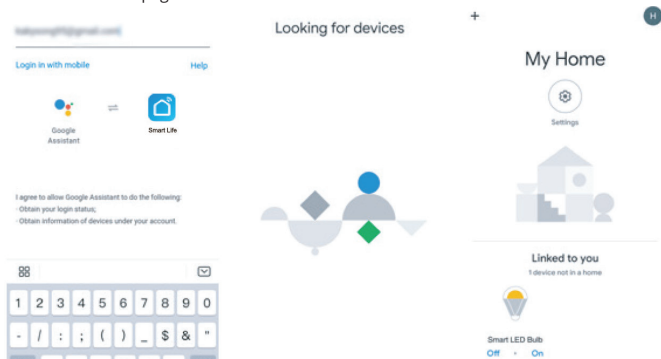 Login in with mobile
Help
Google
Assistant
Smart Life
I agree to allow Google Assistant to do the following:
· Obtain your login status;
· Obtain information of devices under your account.
1 2 3 4 5 6 7 8 9 0
- / : ; ( ) _ $ & "
Looking for devices
+
H
My Home
Settings
Linked to you
1 device not in a home
Smart LED Bulb
Off · On